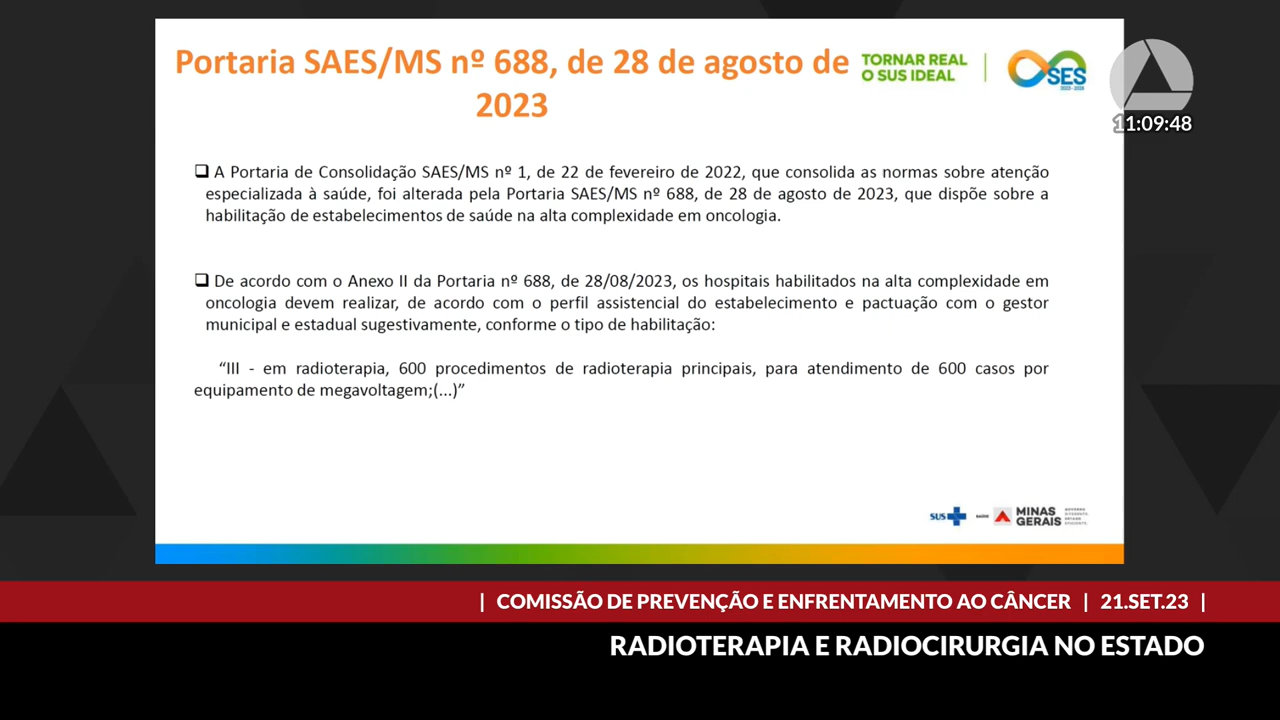 Portaria SAES/MS nº 688, de 28 de agosto de
2023
TORNAR REAL
O SUS IDEAL
SES
11:09:48
A Portaria de Consolidação SAES/MS nº 1, de 22 de fevereiro de 2022, que consolida as normas sobre atenção
especializada à saúde, foi alterada pela Portaria SAES/MS nº 688, de 28 de agosto de 2023, que dispõe sobre a
habilitação de estabelecimentos de saúde na alta complexidade em oncologia.
De acordo com o Anexo II da Portaria nº 688, de 28/08/2023, os hospitais habilitados na alta complexidade em
oncologia devem realizar, de acordo com o perfil assistencial do estabelecimento e pactuação com o gestor
municipal e estadual sugestivamente, conforme o tipo de habilitação:
“III - em radioterapia, 600 procedimentos de radioterapia principais, para atendimento de 600 casos por
equipamento de megavoltagem;(...)”
SUS
SAÚDE
MINAS
GERAIS
| COMISSÃO DE PREVENÇÃO E ENFRENTAMENTO AO CÂNCER | 21.SET.23 |
RADIOTERAPIA E RADIOCIRURGIA NO ESTADO